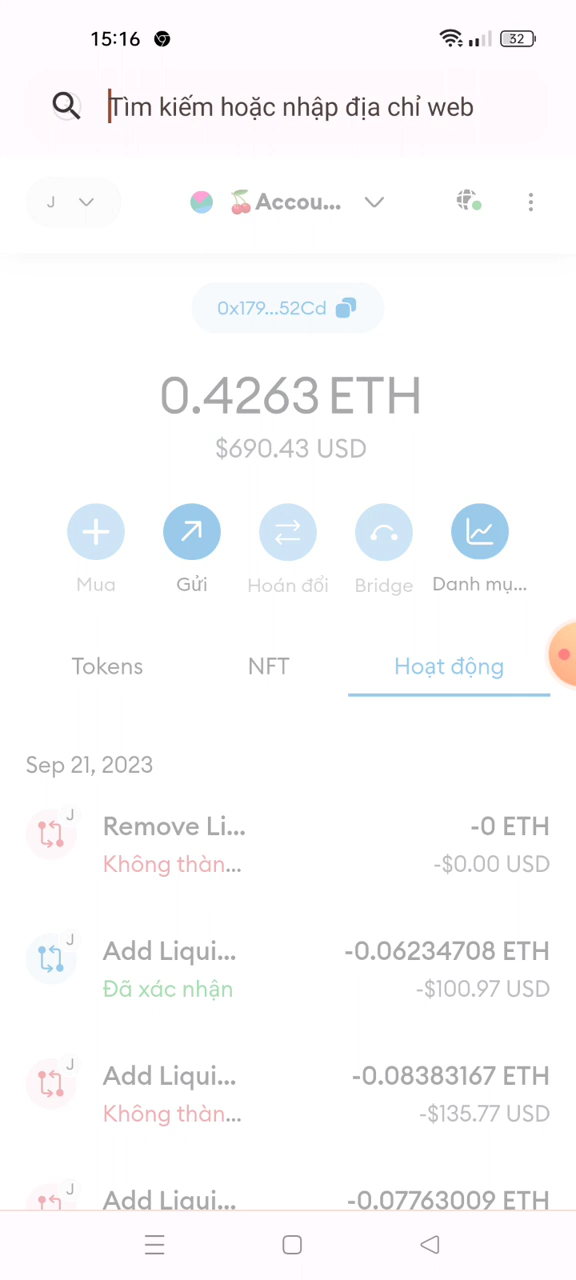 15:16
32
Tìm kiếm hoặc nhập địa chỉ web
J
Accou...
0x179...52Cd
0.4263 ETH
$690.43 USD
Mua
Gửi
Hoán đổi
Bridge
Danh mụ...
Tokens
NFT
Hoạt động
Sep 21, 2023
J
Remove Li...
-0 ETH
Không thàn...
-$0.00 USD
J
Add Liqui...
-0.06234708 ETH
Đã xác nhận
-$100.97 USD
J
Add Liqui...
-0.08383167 ETH
Không thàn...
-$135.77 USD
J
Add Liqui...
-0.07763009 ETH